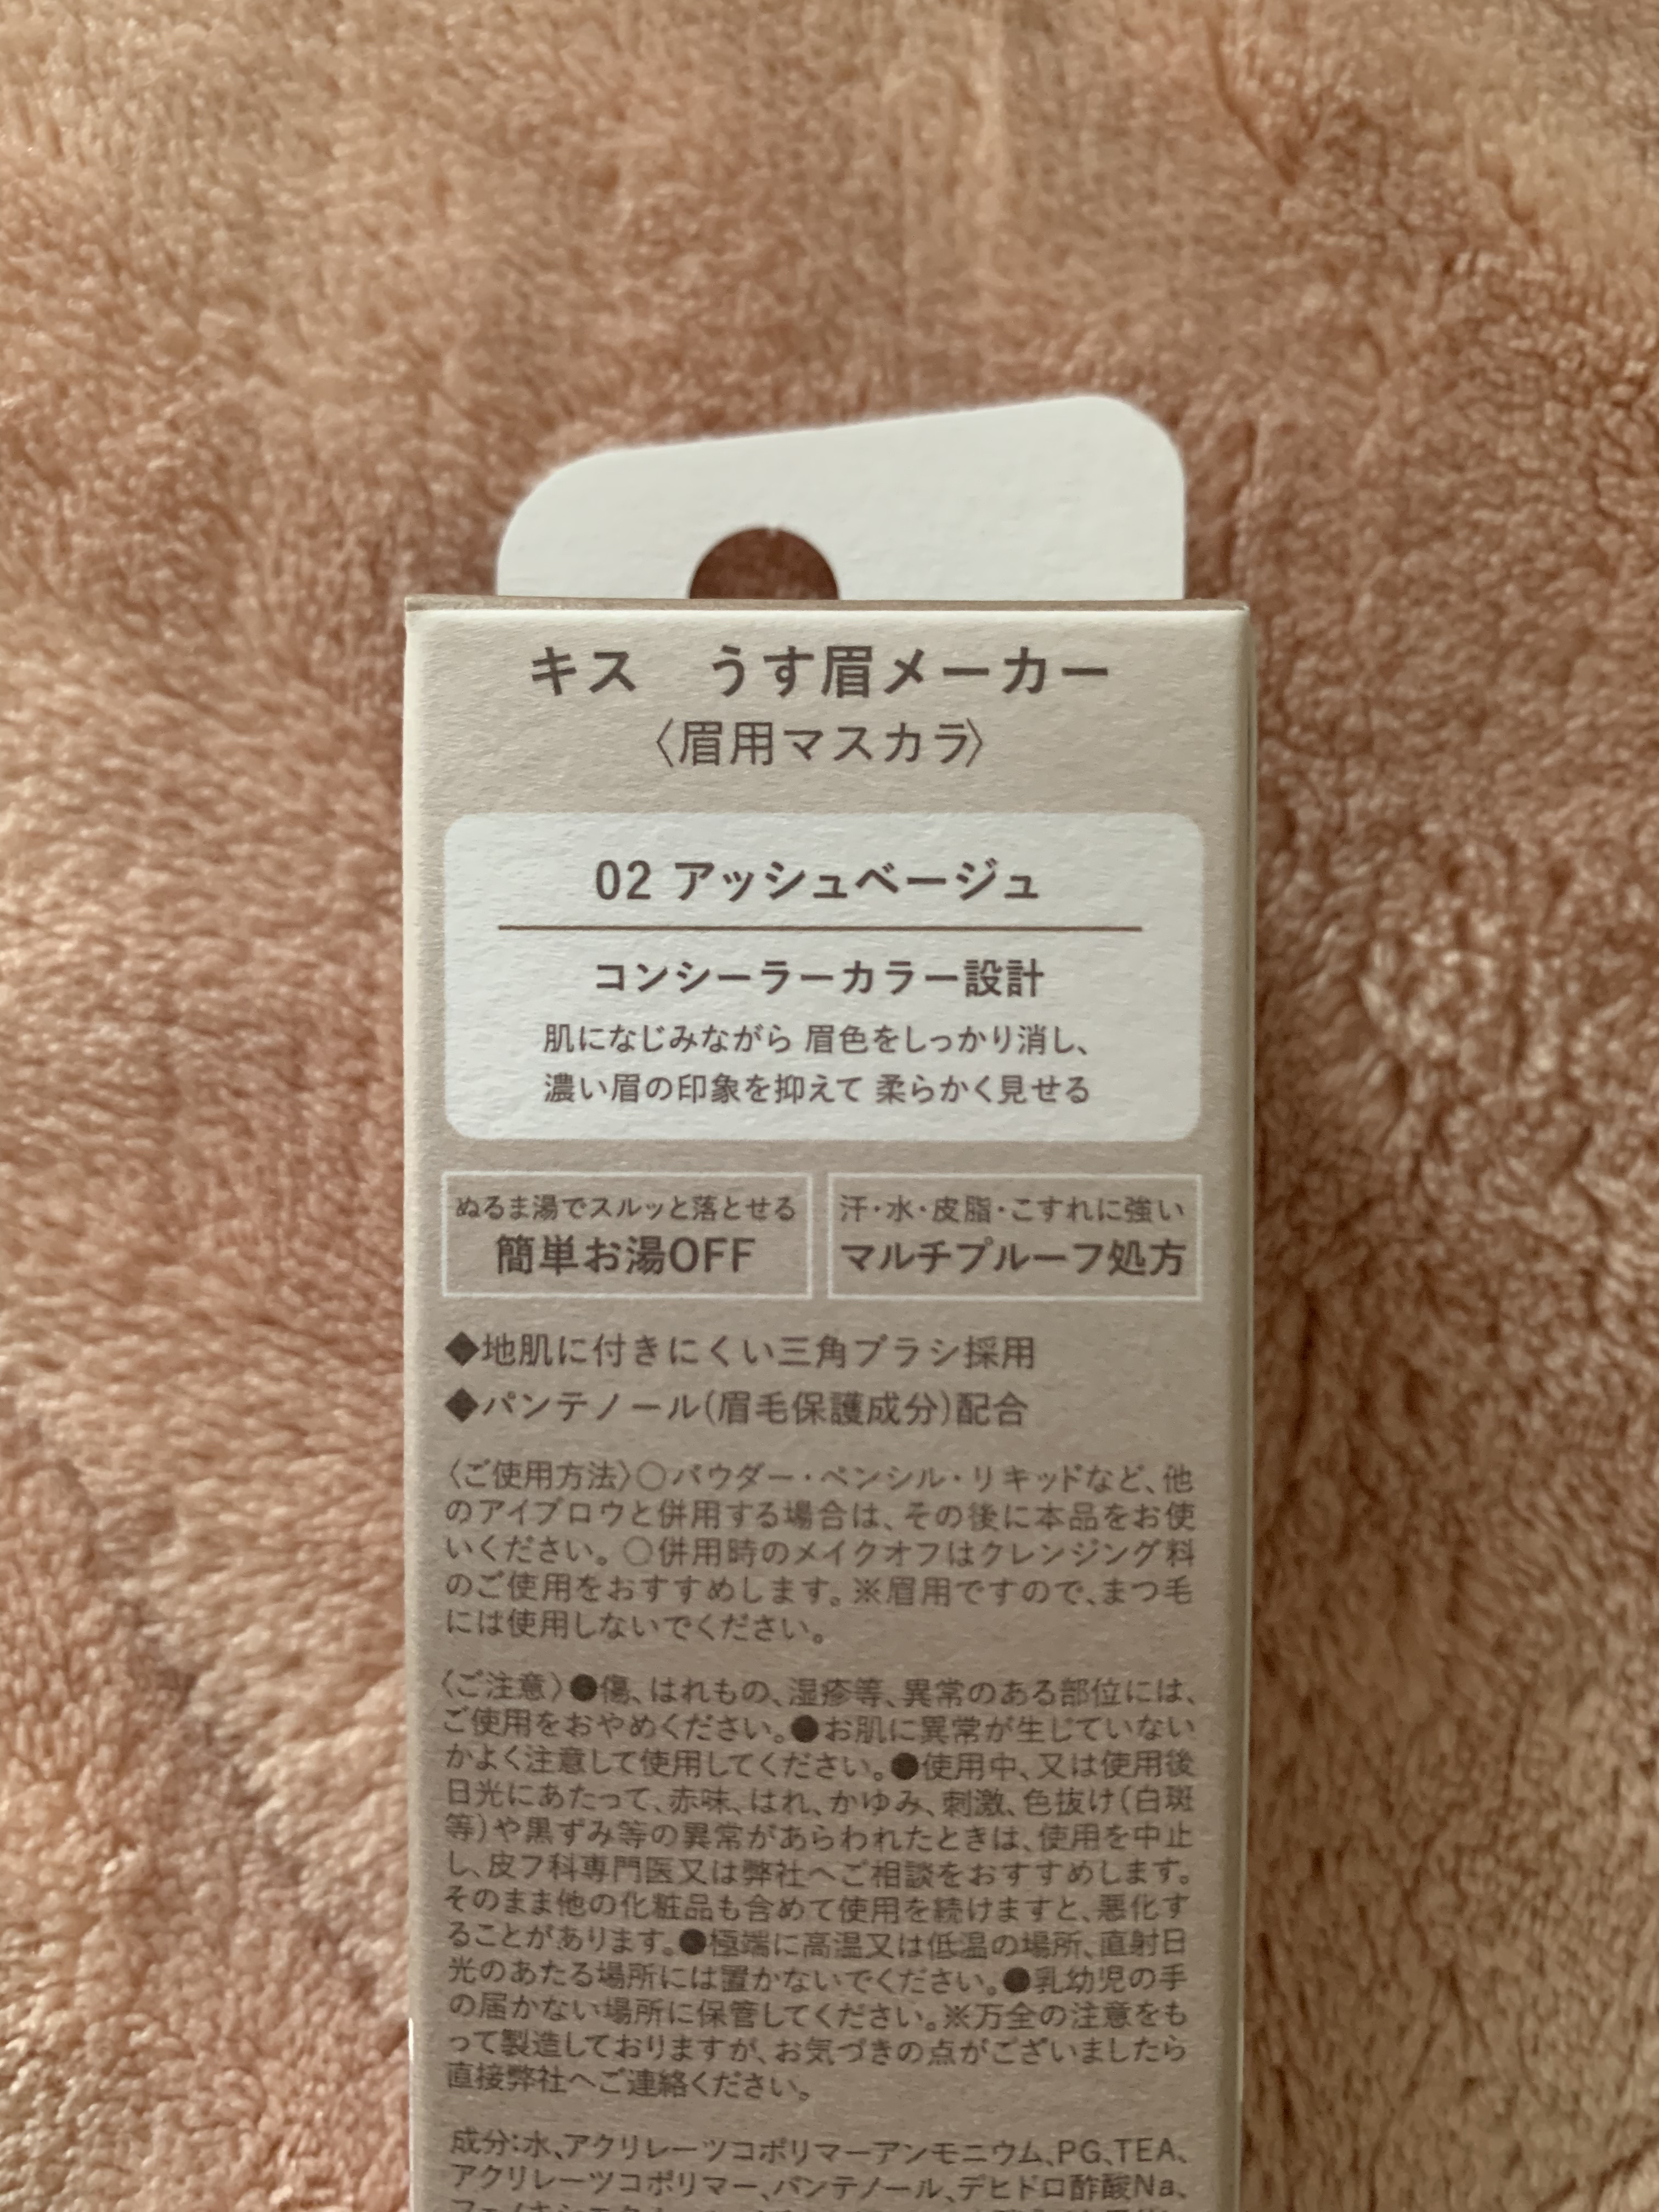 キス　うす眉メーカー
〈眉用マスカラ〉
02 アッシュベージュ
コンシーラーカラー設計
肌になじみながら 眉色をしっかり消し、
濃い眉の印象を抑えて 柔らかく見せる
ぬるま湯でスルッと落とせる
簡単お湯OFF
汗・水・皮脂・こすれに強い
マルチプルーフ処方
◆地肌に付きにくい三角ブラシ採用
◆パンテノール(眉毛保護成分)配合
〈ご使用方法〉○パウダー・ペンシル・リキッドなど、他
のアイブロウと併用する場合は、その後に本品をお使
いください。○併用時のメイクオフはクレンジング料
のご使用をおすすめします。※眉用ですので、まつ毛
には使用しないでください。
〈ご注意〉●傷、はれもの、湿疹等、異常のある部位には、
ご使用をおやめください。●お肌に異常が生じていない
かよく注意して使用してください。●使用中、又は使用後
日光にあたって、赤味、はれ、かゆみ、刺激、色抜け(白斑
等)や黒ずみ等の異常があらわれたときは、使用を中止
し、皮フ科専門医又は弊社へご相談をおすすめします。
そのまま他の化粧品も含めて使用を続けますと、悪化す
ることがあります。●極端に高温又は低温の場所、直射日
光のあたる場所には置かないでください。●乳幼児の手
の届かない場所に保管してください。※万全の注意をも
って製造しておりますが、お気づきの点がございましたら
直接弊社へご連絡ください。
成分:水、アクリレーツコポリマーアンモニウム、PG、TEA、
アクリレーツコポリマー、パンテノール、デヒドロ酢酸Na、